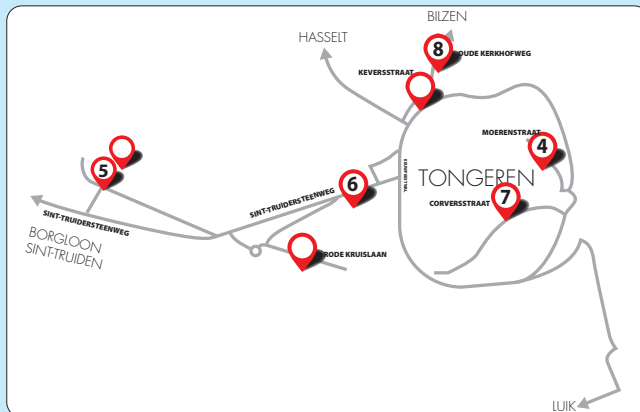 BILZEN
HASSELT
8
OUDE KERKHOFWEG
KEVERSSTRAAT
MOERENSTRAAT
4
5
TONGEREN
6
SINT-TRUIDERSTEENWEG
7
CORVERSSTRAAT
SINT-TRUIDERSTEENWEG
BORGLOON
SINT-TRUIDEN
RODE KRUISLAAN
LUIK